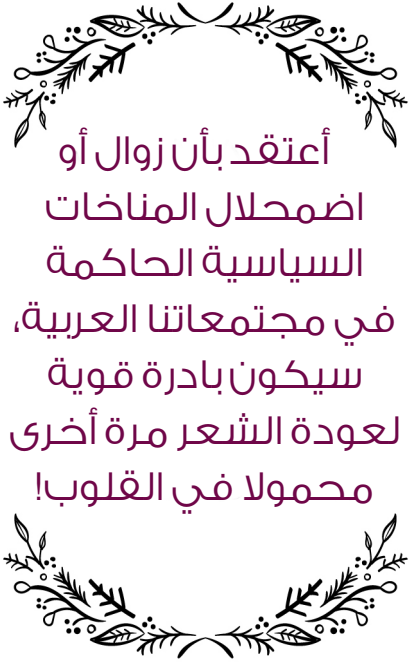 أعتقد بأن زوال أو
اضمحلال المناخات
السياسية الحاكمة
في مجتمعاتنا العربية،
سيكون بادرة قوية
لعودة الشعر مرة أخرى
محمولا في القلوب!